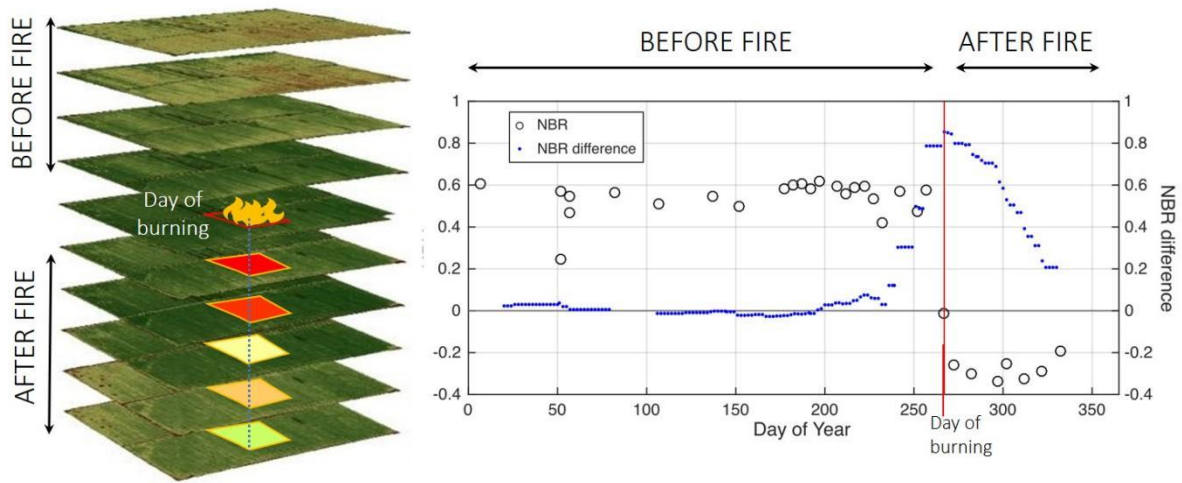 BEFORE FIRE
Day of
burning
AFTER FIRE
BEFORE FIRE
AFTER FIRE
1
0.8
0.6
0.4
0.2
0
-0.2
-0.4
NBR
NBR difference
1
0.8
0.6
0.4
0.2
0
-0.2
-0.4
NBR difference
0
50
100
150
200
250
300
350
Day of Year
Day of
burning